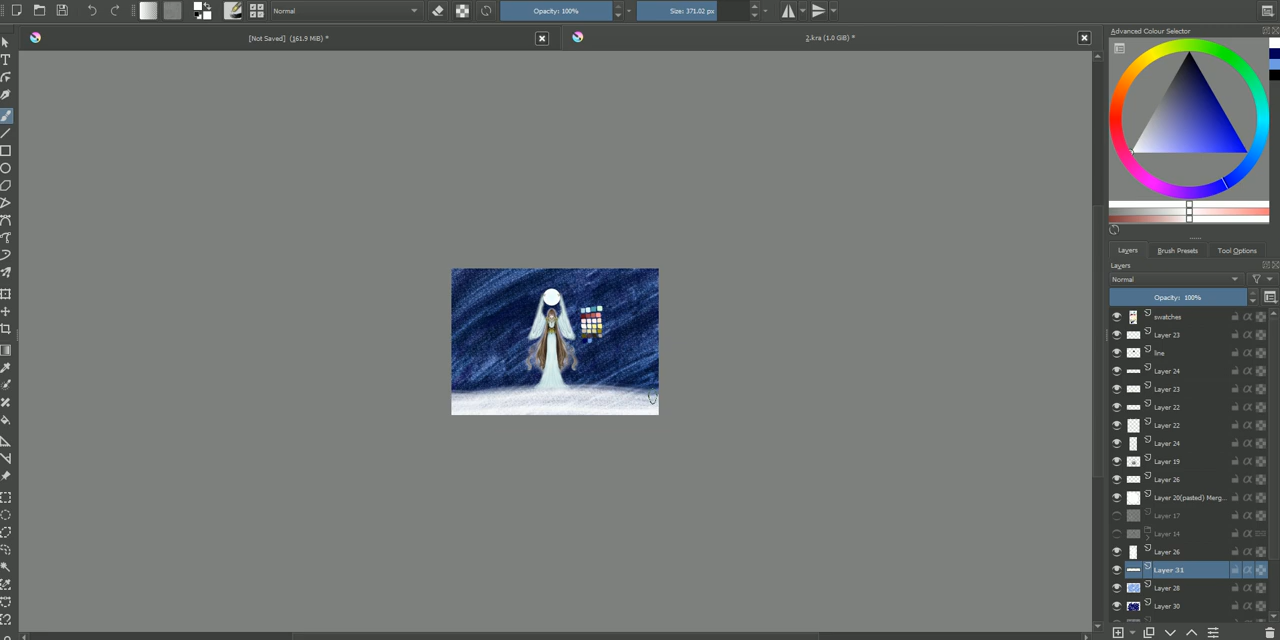 Normal
Opacity: 100%
Size: 371.02 px
[Not Saved] (161.9 MiB) *
2.kra (1.0 GiB) *
Advanced Colour Selector
Layers
Brush Presets
Tool Options
Layers
Normal
Opacity: 100%
swatches
Layer 23
line
Layer 24
Layer 23
Layer 22
Layer 22
Layer 24
Layer 19
Layer 26
Layer 20(pasted) Merg...
Layer 17
Layer 14
Layer 26
Layer 31
Layer 28
Layer 30